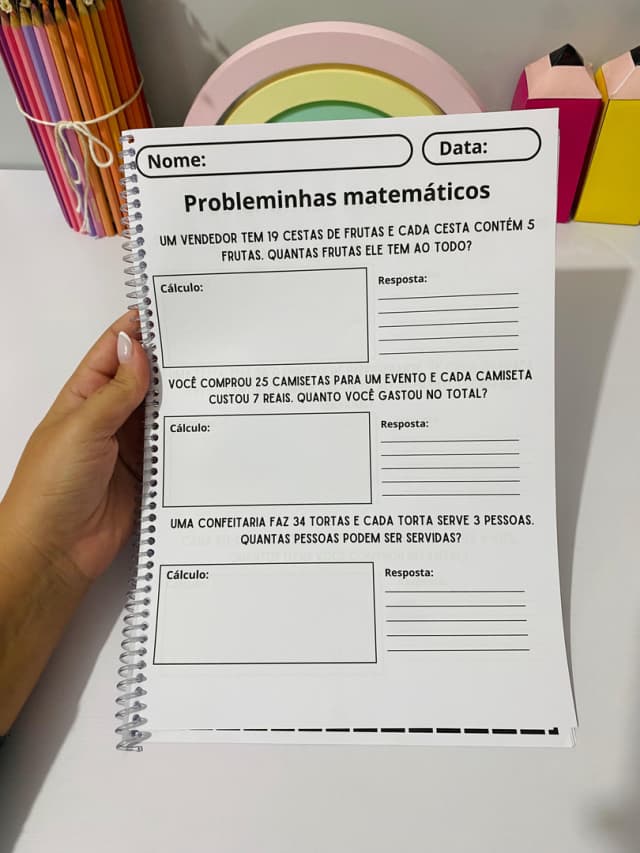 Nome:
Data:
Probleminhas matemáticos
UM VENDEDOR TEM 19 CESTAS DE FRUTAS E CADA CESTA CONTÉM 5
FRUTAS. QUANTAS FRUTAS ELE TEM AO TODO?
Cálculo:
Resposta:
VOCÊ COMPROU 25 CAMISETAS PARA UM EVENTO E CADA CAMISETA
CUSTOU 7 REAIS. QUANTO VOCÊ GASTOU NO TOTAL?
Cálculo:
Resposta:
UMA CONFEITARIA FAZ 34 TORTAS E CADA TORTA SERVE 3 PESSOAS.
QUANTAS PESSOAS PODEM SER SERVIDAS?
Cálculo:
Resposta: